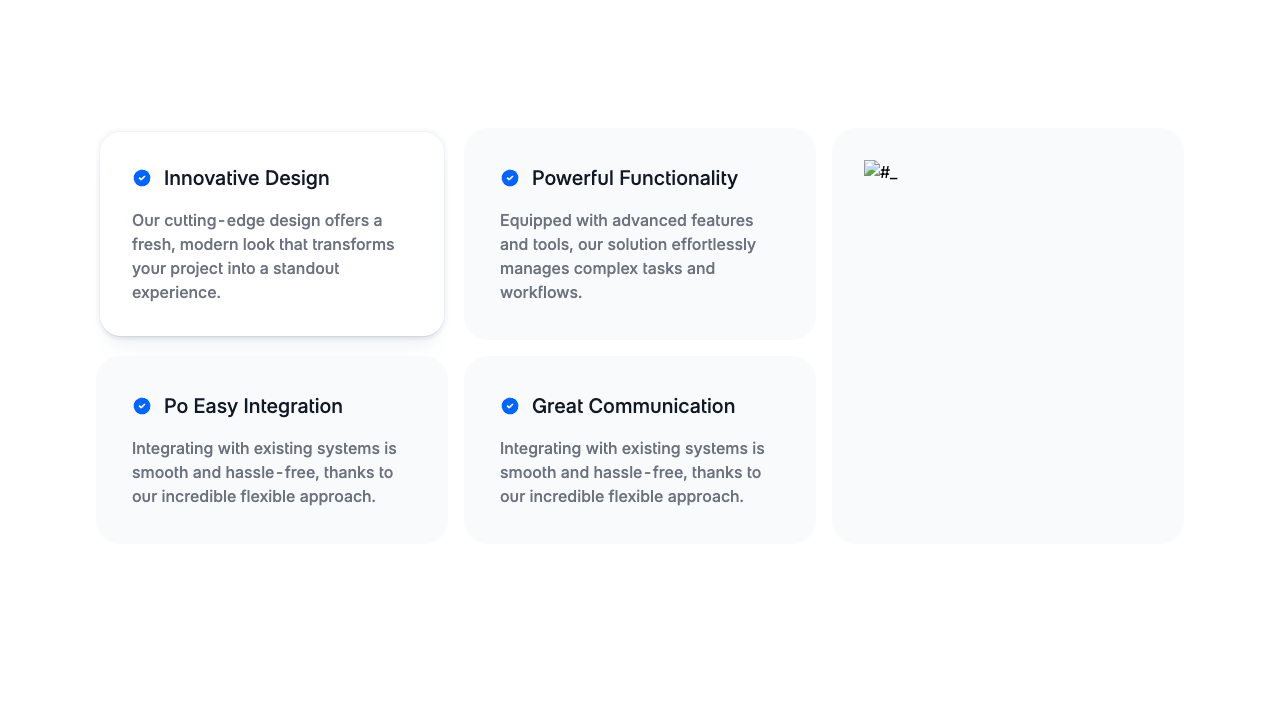 Innovative Design
Our cutting-edge design offers a
fresh, modern look that transforms
your project into a standout
experience.
Powerful Functionality
Equipped with advanced features
and tools, our solution effortlessly
manages complex tasks and
workflows.
#_
Po Easy Integration
Integrating with existing systems is
smooth and hassle-free, thanks to
our incredible flexible approach.
Great Communication
Integrating with existing systems is
smooth and hassle-free, thanks to
our incredible flexible approach.